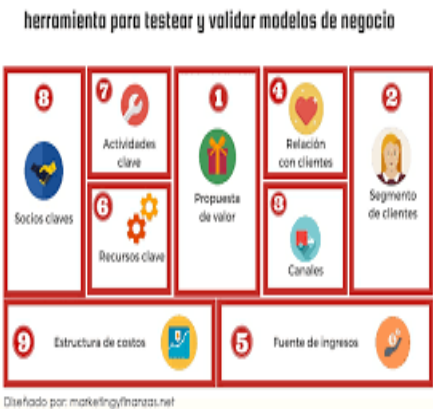 herramienta para testear y validar modelos de negocio
8
Socios claves
7
Actividades
clave
6
Recursos clave
1
Propuesta
de valor
4
Relación
con clientes
3
Canales
2
Segmento
de clientes
9
Estructura de costos
5
Fuente de ingresos
Diseñado por: marketingyfinanzas.net